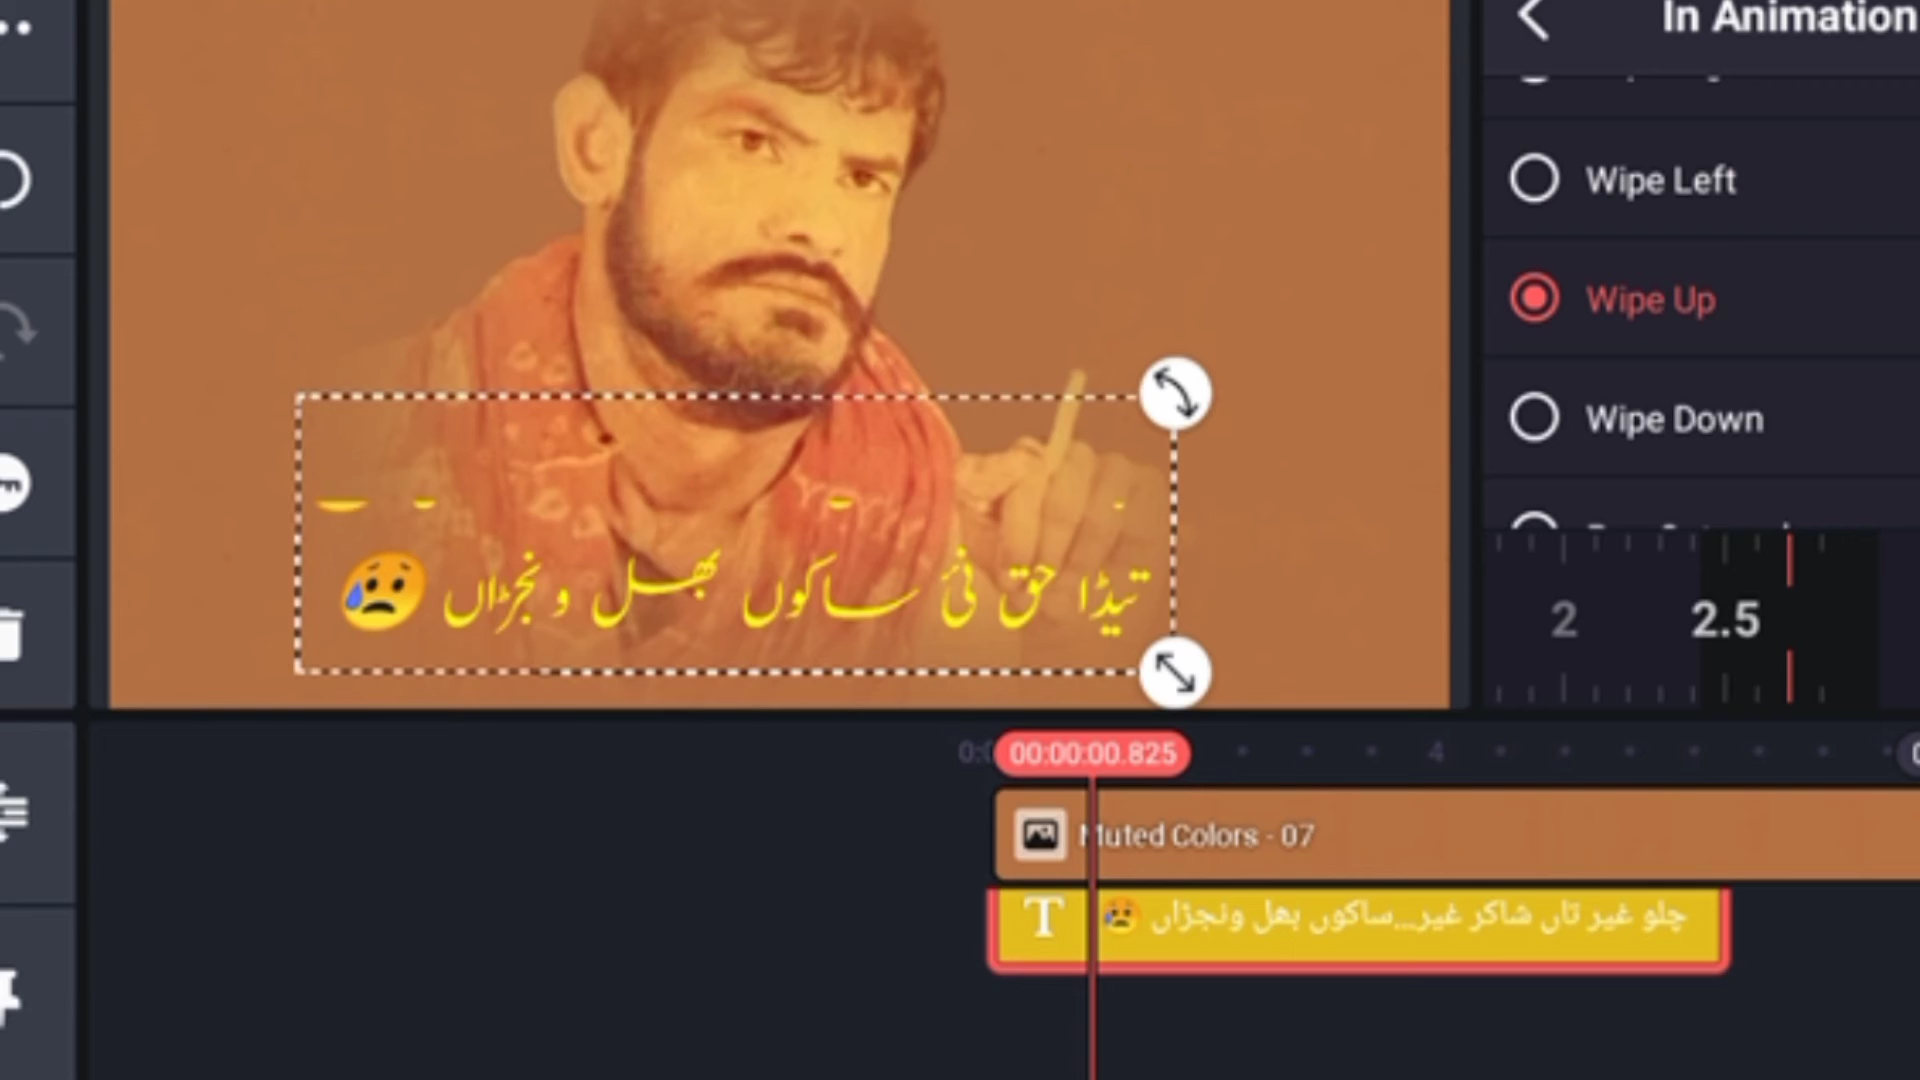 In Animation
Wipe Left
Wipe Up
Wipe Down
2 2.5
تیڈا حق نئ ساکوں بھل ونجڑاں 😥
00:00:00.825
4
Muted Colors - 07
T
چلو غیر تاں شاکر غیر...ساکوں بھل ونجڑاں 😥